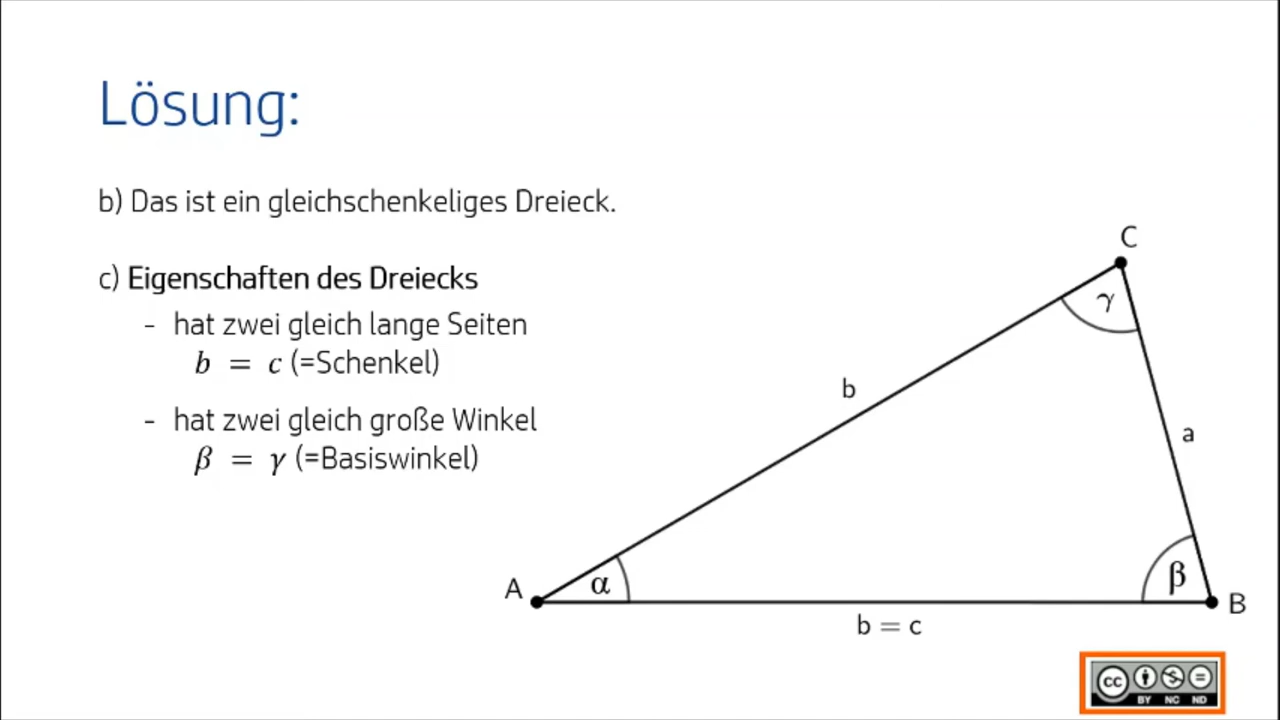 Lösung:
b) Das ist ein gleichschenkeliges Dreieck.
c) Eigenschaften des Dreiecks
- hat zwei gleich lange Seiten
b = c (=Schenkel)
- hat zwei gleich große Winkel
β = γ (=Basiswinkel)
C
γ
b
a
A
α
β
B
b = c
cc
BY NC ND